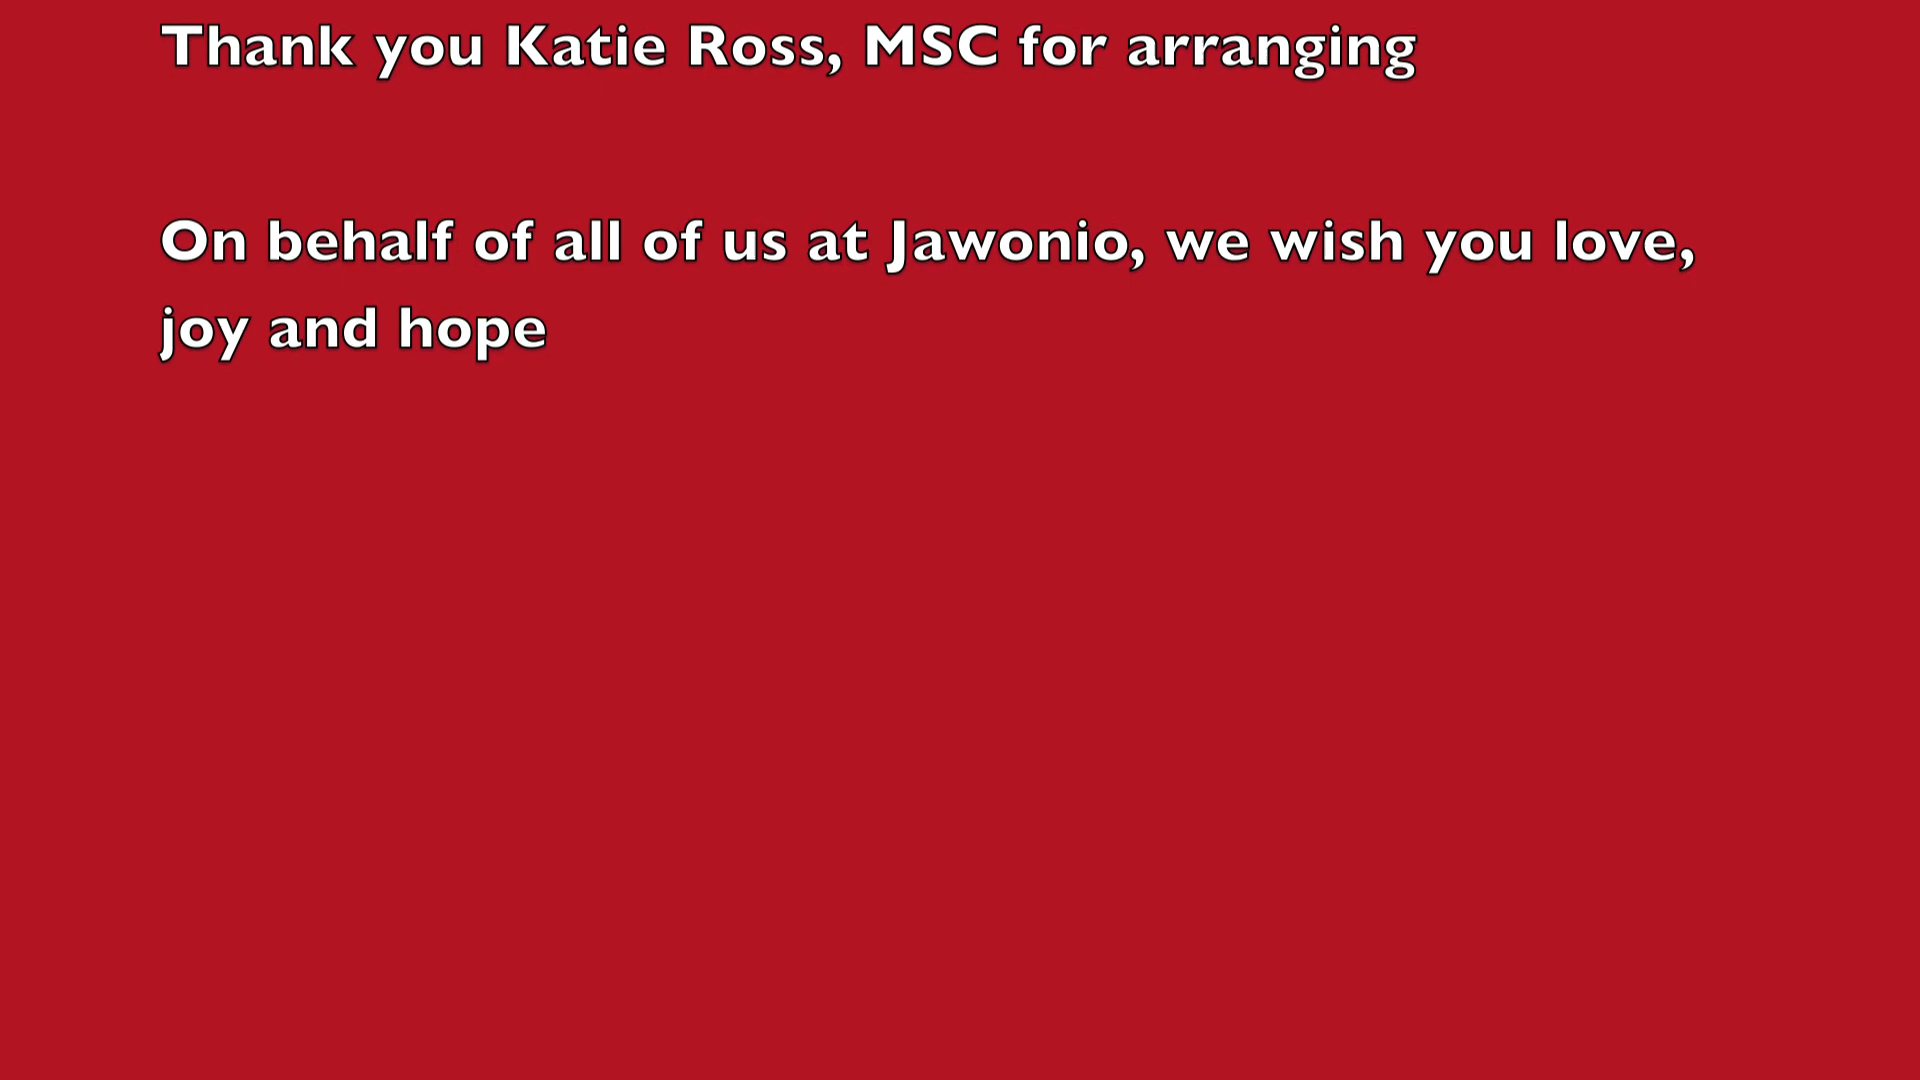 Thank you Katie Ross, MSC for arranging
On behalf of all of us at Jawonio, we wish you love,
joy and hope